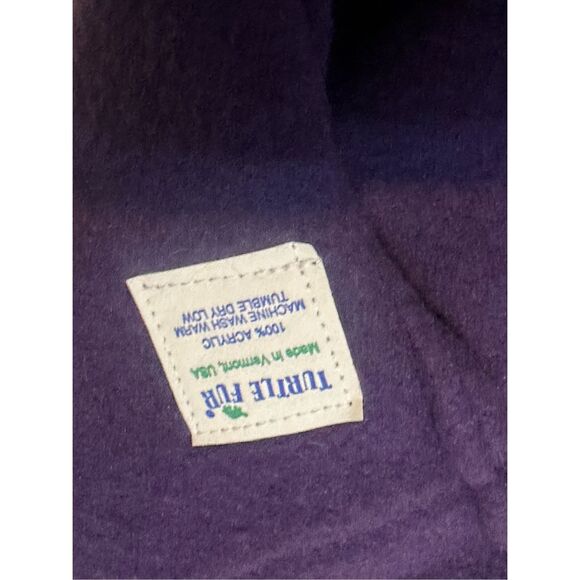 TURTLE FUR
Made in Vermont, USA
100% ACRYLIC
MACHINE WASH WARM
TUMBLE DRY LOW